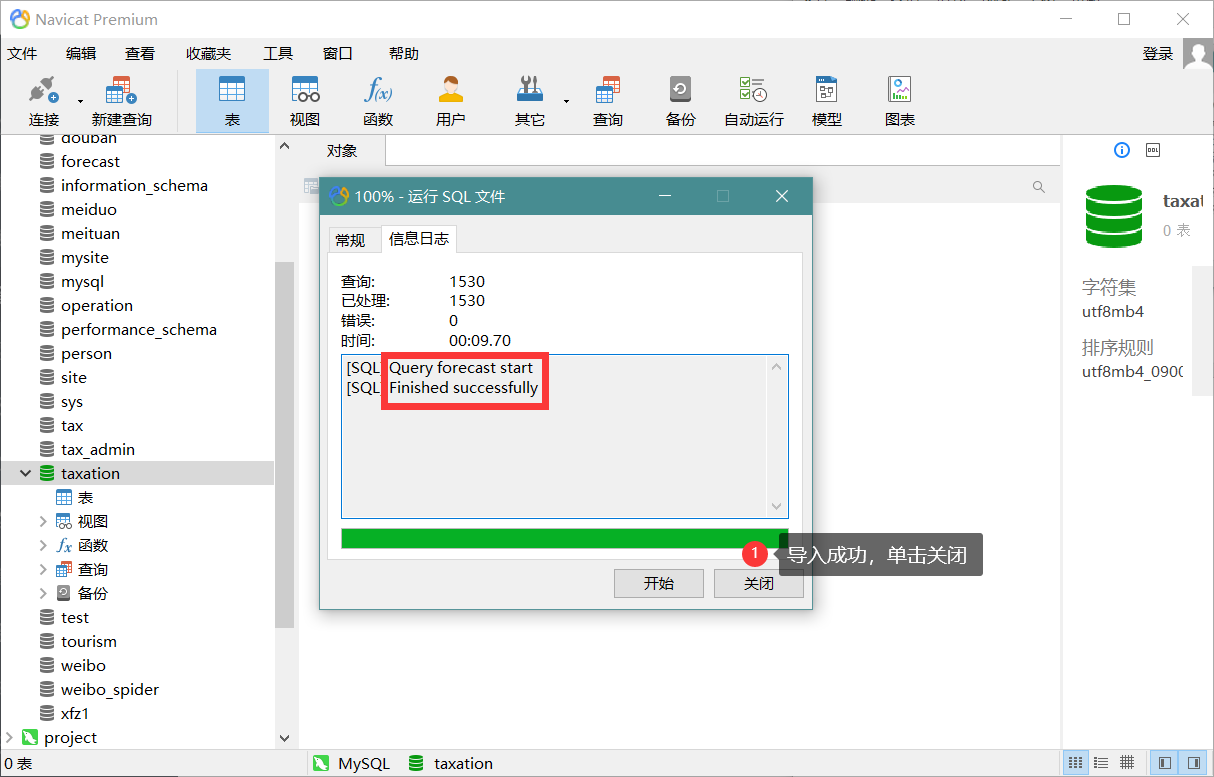 Navicat Premium
文件 编辑 查看 收藏夹 工具 窗口 帮助 登录
连接 新建查询 表 视图 函数 用户 其它 查询 备份 自动运行 模型 图表
f(x)
douban
forecast
information_schema
meiduo
meituan
mysite
mysql
operation
performance_schema
person
site
sys
tax
tax_admin
taxation
表
视图
fx 函数
查询
备份
test
tourism
weibo
weibo_spider
xfz1
project
0 表
对象
100% - 运行 SQL 文件
常规 信息日志
查询: 1530
已处理: 1530
错误: 0
时间: 00:09.70
[SQL] Query forecast start
[SQL] Finished successfully
1 导入成功，单击关闭
开始 关闭
DDL
taxat
0 表
字符集
utf8mb4
排序规则
utf8mb4_0900
MySQL taxation